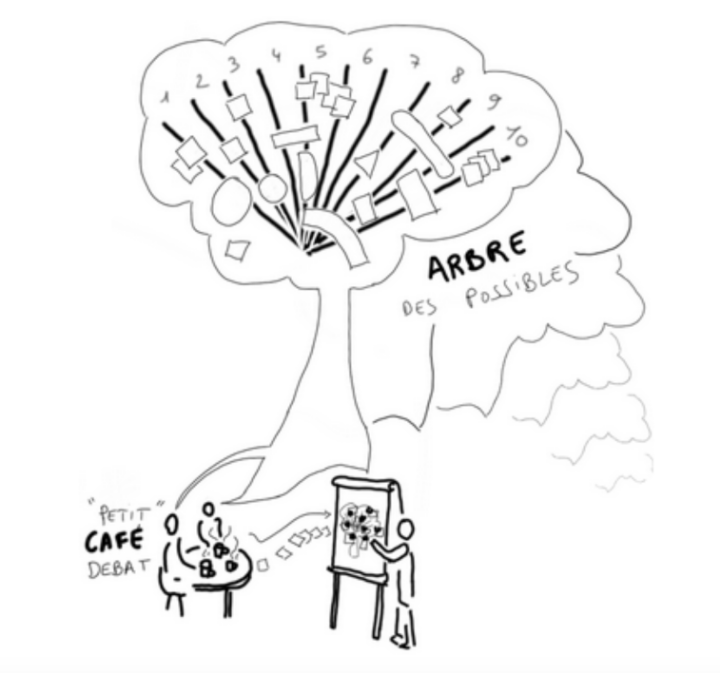 1 2 3 4 5 6 7 8 9 10
ARBRE
DES POSSiBLES
"PETIT"
CAFÉ
DEBAT